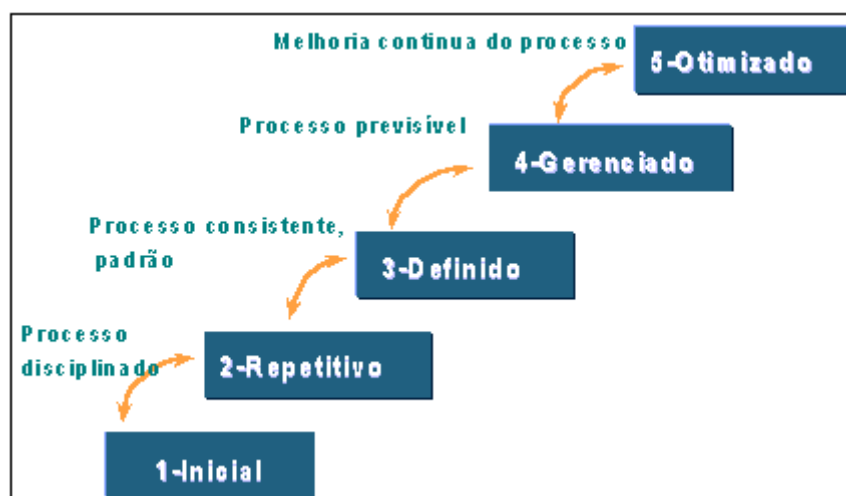 Melhoria continua do processo
5-Otimizado
Processo previsível
4-Gerenciado
Processo consistente,
padrão
3-Definido
Processo
disciplinado
2-Repetitivo
1-Inicial